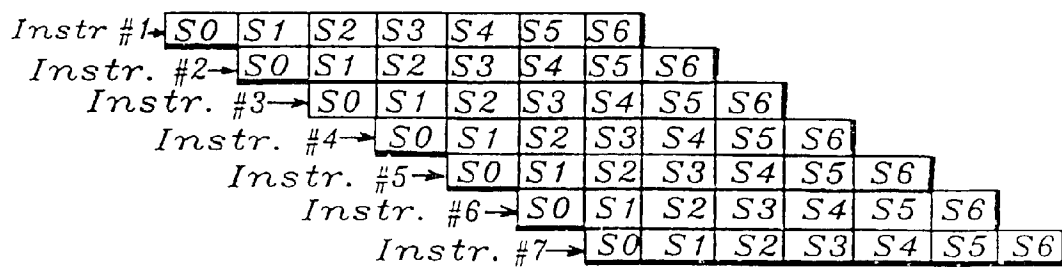 Instr #1 S0 S1 S2 S3 S4 S5 S6
Instr. #2 S0 S1 S2 S3 S4 S5 S6
Instr. #3 S0 S1 S2 S3 S4 S5 S6
Instr. #4 S0 S1 S2 S3 S4 S5 S6
Instr. #5 S0 S1 S2 S3 S4 S5 S6
Instr. #6 S0 S1 S2 S3 S4 S5 S6
Instr. #7 S0 S1 S2 S3 S4 S5 S6